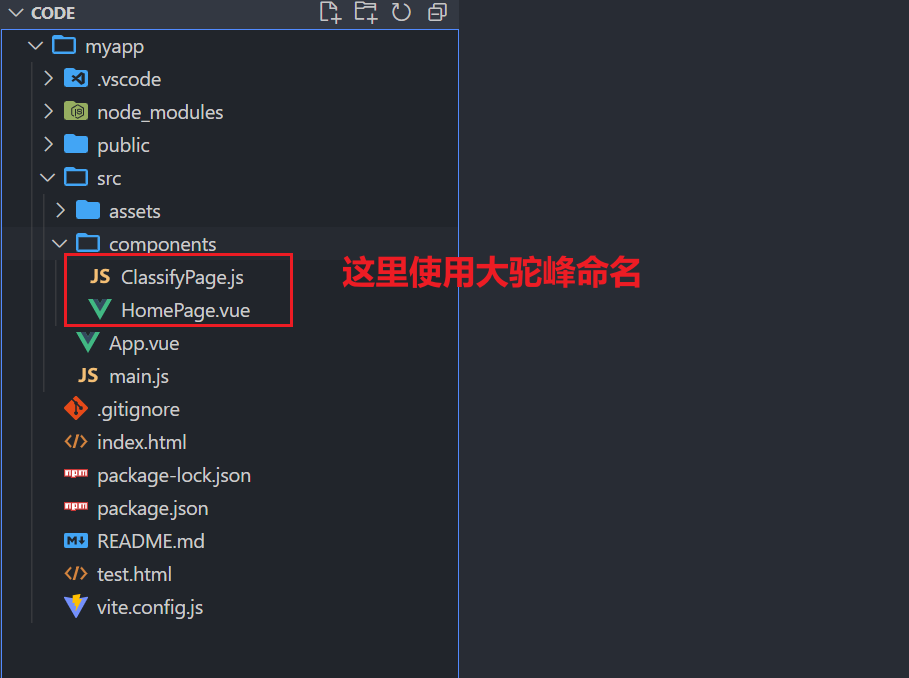 CODE
myapp
.vscode
node_modules
public
src
assets
components
JS ClassifyPage.js
这里使用大驼峰命名
HomePage.vue
App.vue
JS main.js
.gitignore
index.html
npm package-lock.json
npm package.json
M README.md
test.html
vite.config.js